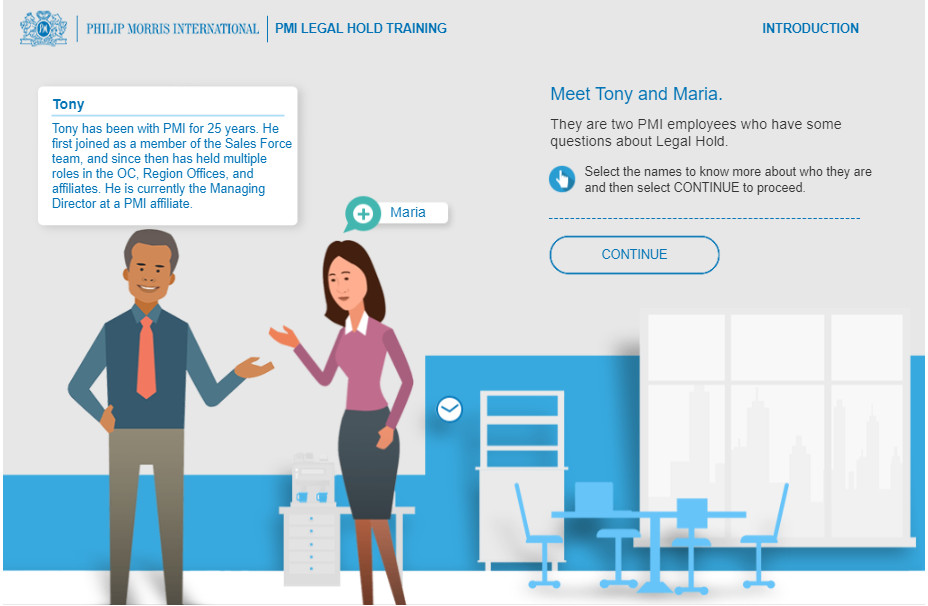 PHILIP MORRIS INTERNATIONAL
PMI LEGAL HOLD TRAINING
INTRODUCTION
Tony
Tony has been with PMI for 25 years. He
first joined as a member of the Sales Force
team, and since then has held multiple
roles in the OC, Region Offices, and
affiliates. He is currently the Managing
Director at a PMI affiliate.
Maria
Meet Tony and Maria.
They are two PMI employees who have some
questions about Legal Hold.
Select the names to know more about who they are
and then select CONTINUE to proceed.
CONTINUE